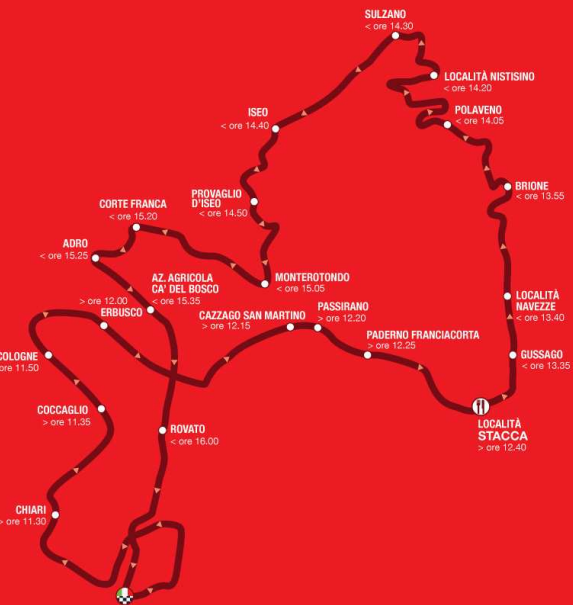 SULZANO
< ore 14.30
LOCALITÀ NISTISINO
< ore 14.20
POLAVENO
< ore 14.05
ISEO
< ore 14.40
BRIONE
< ore 13.55
PROVAGLIO
D'ISEO
< ore 14.50
CORTE FRANCA
< ore 15.20
ADRO
< ore 15.25
AZ. AGRICOLA
CA' DEL BOSCO
< ore 15.35
MONTEROTONDO
< ore 15.05
> ore 12.00
ERBUSCO
LOCALITÀ
NAVEZZE
< ore 13.40
CAZZAGO SAN MARTINO
> ore 12.15
PASSIRANO
> ore 12.20
PADERNO FRANCIACORTA
> ore 12.25
GUSSAGO
< ore 13.35
COLOGNE
ore 11.50
COCCAGLIO
> ore 11.35
ROVATO
< ore 16.00
LOCALITÀ
STACCA
> ore 12.40
CHIARI
> ore 11.30